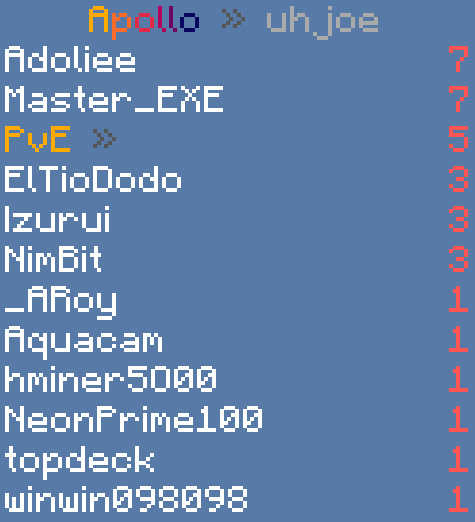 Apollo » uh_joe
Adoliee 7
Master_EXE 7
PvE » 5
ElTioDodo 3
Izurui 3
NimBit 3
_ARoy 1
Aquacam 1
hminer5000 1
NeonPrime100 1
topdeck 1
winwin098098 1